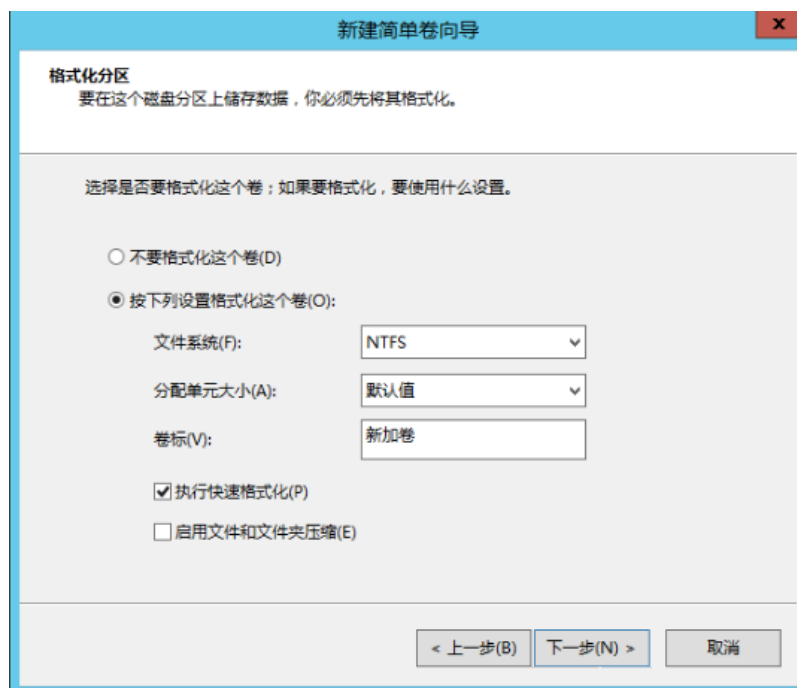 新建简单卷向导
x
格式化分区
要在这个磁盘分区上储存数据，你必须先将其格式化。
选择是否要格式化这个卷；如果要格式化，要使用什么设置。
不要格式化这个卷(D)
按下列设置格式化这个卷(O):
文件系统(F): NTFS
分配单元大小(A): 默认值
卷标(V): 新加卷
执行快速格式化(P)
启用文件和文件夹压缩(E)
< 上一步(B) 下一步(N) > 取消